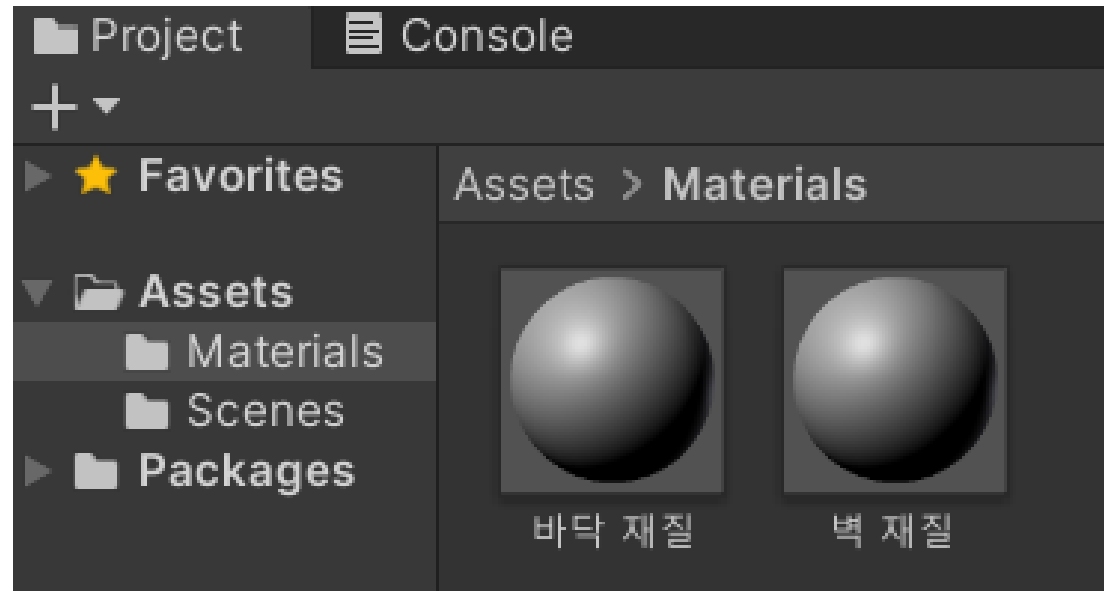 Project Console
Favorites
Assets > Materials
Assets
Materials
Scenes
Packages
바닥 재질 벽 재질